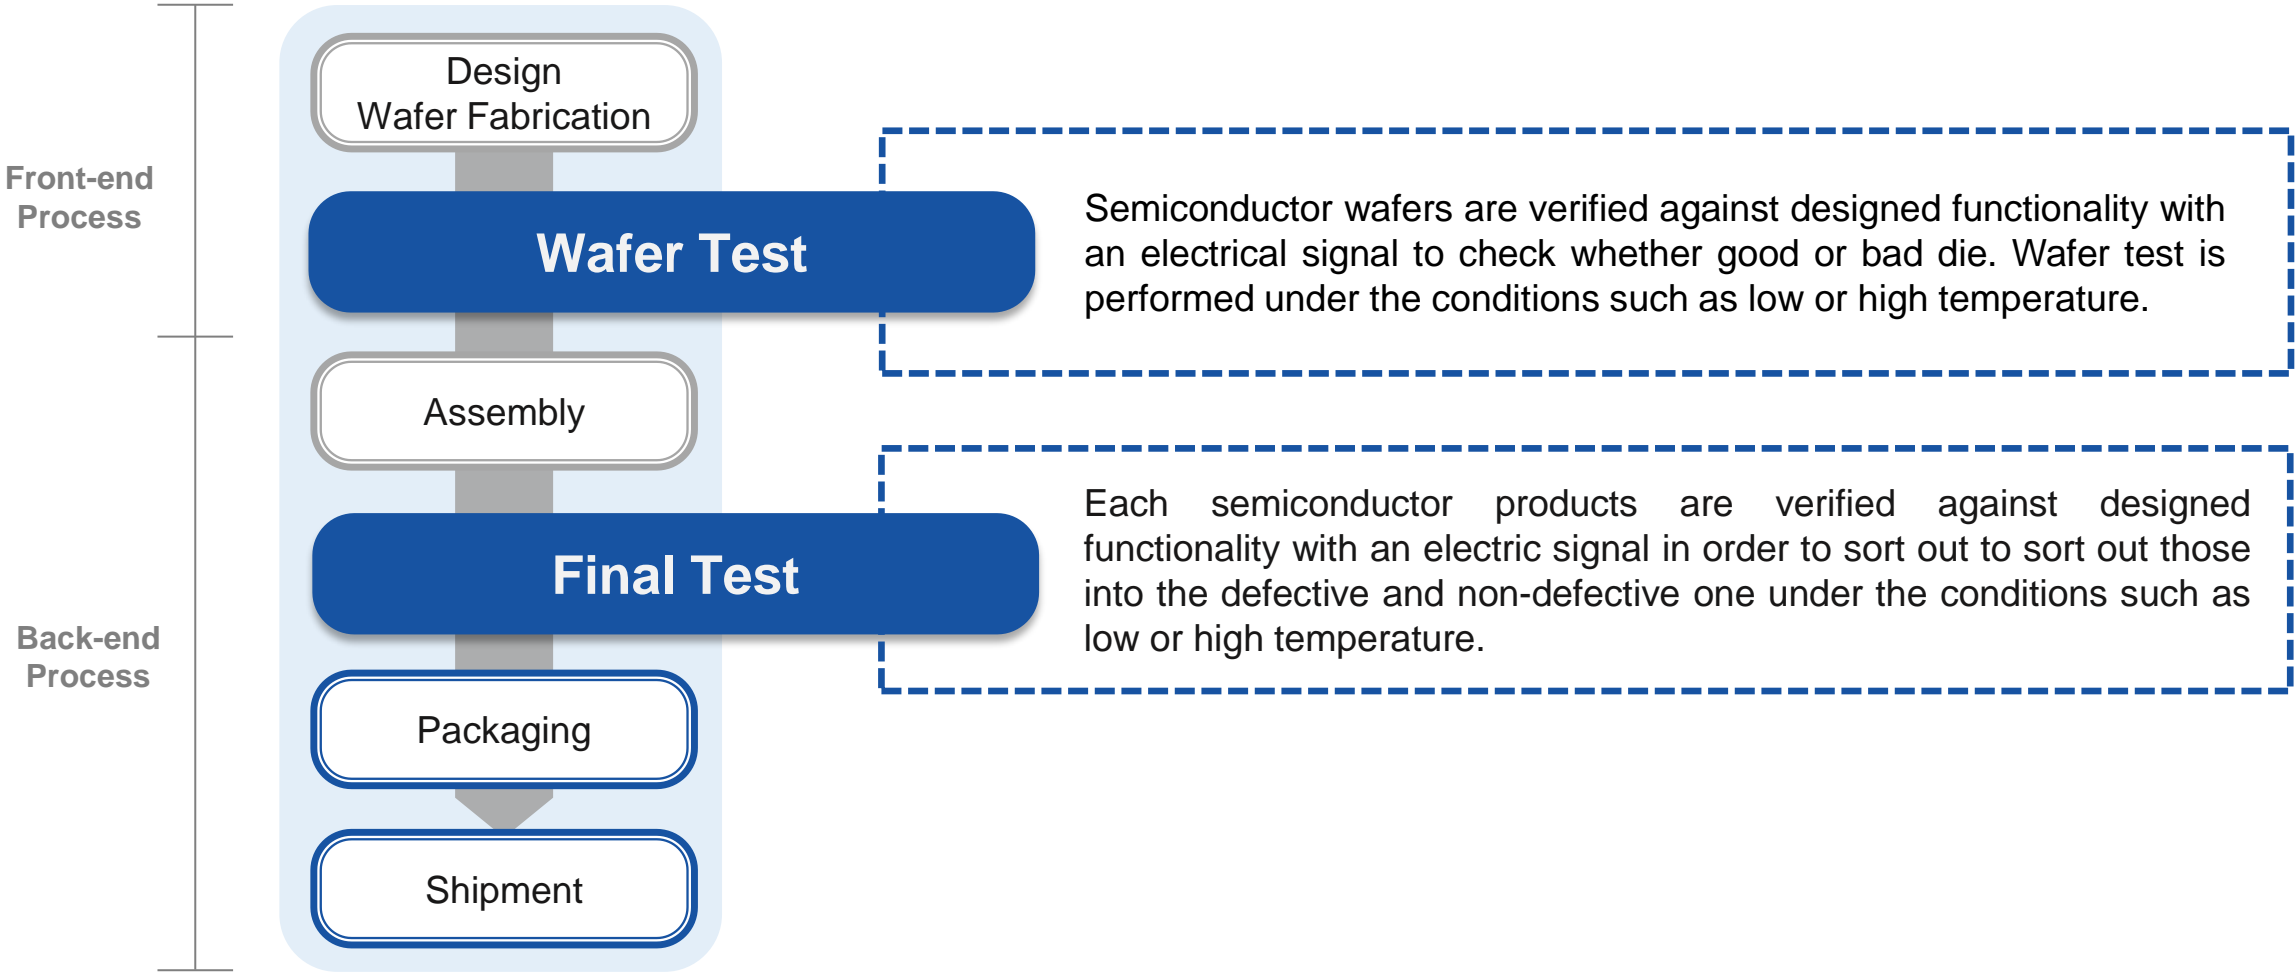 Design
Wafer Fabrication
Front-end
Process
Wafer Test
Semiconductor wafers are verified against designed functionality with
an electrical signal to check whether good or bad die. Wafer test is
performed under the conditions such as low or high temperature.
Assembly
Final Test
Each semiconductor products are verified against designed
functionality with an electric signal in order to sort out to sort out those
into the defective and non-defective one under the conditions such as
low or high temperature.
Back-end
Process
Packaging
Shipment